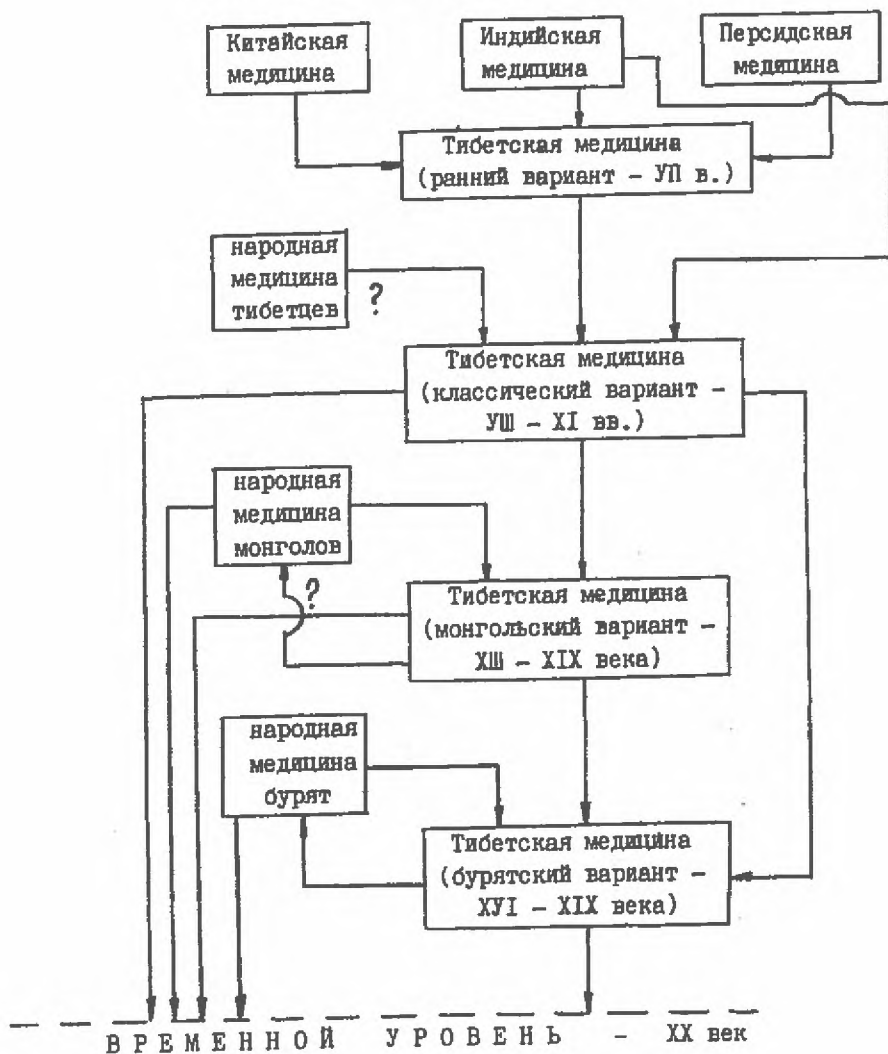 Китайская
медицина
Индийская
медицина
Персидская
медицина
Тибетская медицина
(ранний вариант - УП в.)
народная
медицина
тибетцев
?
Тибетская медицина
(классический вариант -
УШ - XI вв.)
народная
медицина
монголов
?
Тибетская медицина
(монгольский вариант -
ХШ - XIX века)
народная
медицина
бурят
Тибетская медицина
(бурятский вариант -
ХУI - XIX века)
ВРЕМЕННОЙ УРОВЕНЬ - XX век